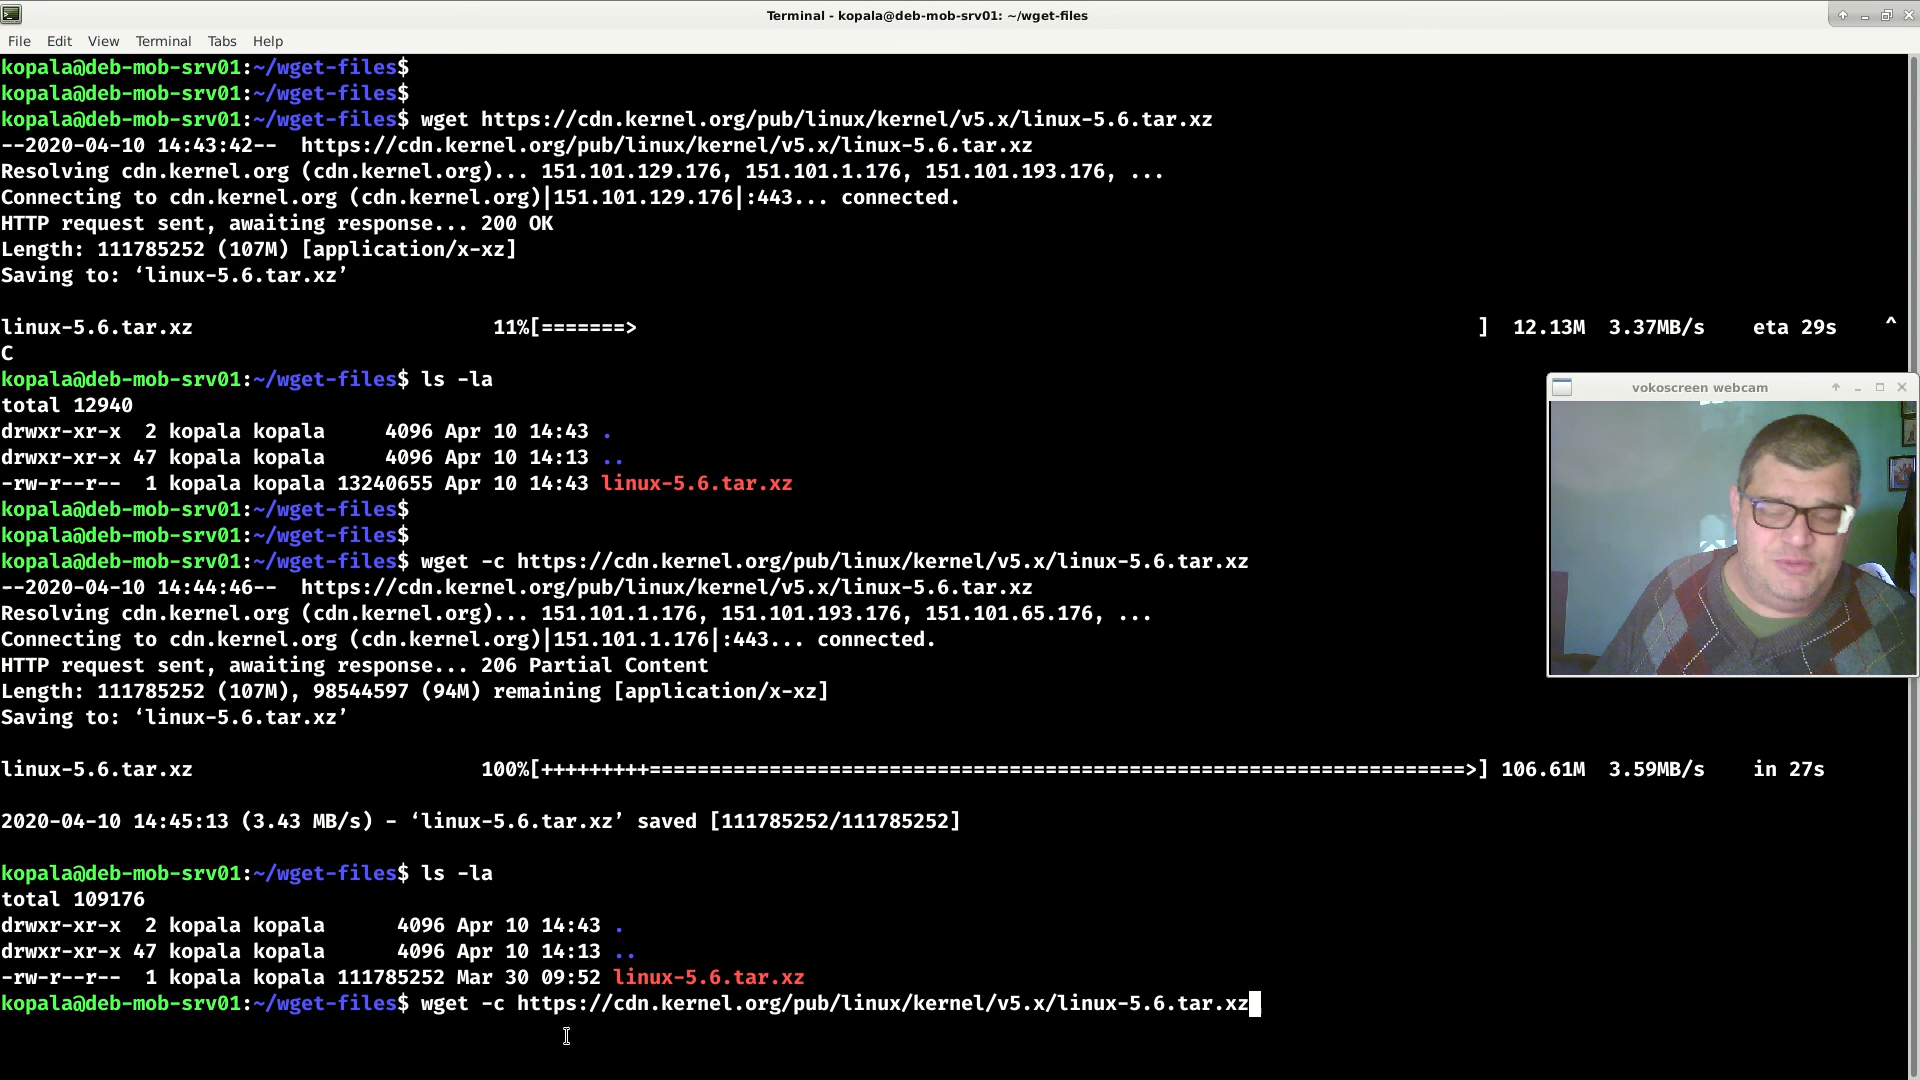 Terminal - kopala@deb-mob-srv01: ~/wget-files
File Edit View Terminal Tabs Help
kopala@deb-mob-srv01:~/wget-files$
kopala@deb-mob-srv01:~/wget-files$
kopala@deb-mob-srv01:~/wget-files$ wget https://cdn.kernel.org/pub/linux/kernel/v5.x/linux-5.6.tar.xz
--2020-04-10 14:43:42--  https://cdn.kernel.org/pub/linux/kernel/v5.x/linux-5.6.tar.xz
Resolving cdn.kernel.org (cdn.kernel.org)... 151.101.129.176, 151.101.1.176, 151.101.193.176, ...
Connecting to cdn.kernel.org (cdn.kernel.org)|151.101.129.176|:443... connected.
HTTP request sent, awaiting response... 200 OK
Length: 111785252 (107M) [application/x-xz]
Saving to: ‘linux-5.6.tar.xz’
linux-5.6.tar.xz 11%[=======> ] 12.13M 3.37MB/s eta 29s ^
C
kopala@deb-mob-srv01:~/wget-files$ ls -la
total 12940
drwxr-xr-x  2 kopala kopala     4096 Apr 10 14:43 .
drwxr-xr-x 47 kopala kopala     4096 Apr 10 14:13 ..
-rw-r--r--  1 kopala kopala 13240655 Apr 10 14:43 linux-5.6.tar.xz
kopala@deb-mob-srv01:~/wget-files$
kopala@deb-mob-srv01:~/wget-files$
kopala@deb-mob-srv01:~/wget-files$ wget -c https://cdn.kernel.org/pub/linux/kernel/v5.x/linux-5.6.tar.xz
--2020-04-10 14:44:46--  https://cdn.kernel.org/pub/linux/kernel/v5.x/linux-5.6.tar.xz
Resolving cdn.kernel.org (cdn.kernel.org)... 151.101.1.176, 151.101.193.176, 151.101.65.176, ...
Connecting to cdn.kernel.org (cdn.kernel.org)|151.101.1.176|:443... connected.
HTTP request sent, awaiting response... 206 Partial Content
Length: 111785252 (107M), 98544597 (94M) remaining [application/x-xz]
Saving to: ‘linux-5.6.tar.xz’
linux-5.6.tar.xz 100%[+++++++++====================================================================>] 106.61M 3.59MB/s in 27s
2020-04-10 14:45:13 (3.43 MB/s) - ‘linux-5.6.tar.xz’ saved [111785252/111785252]
kopala@deb-mob-srv01:~/wget-files$ ls -la
total 109176
drwxr-xr-x  2 kopala kopala      4096 Apr 10 14:43 .
drwxr-xr-x 47 kopala kopala      4096 Apr 10 14:13 ..
-rw-r--r--  1 kopala kopala 111785252 Mar 30 09:52 linux-5.6.tar.xz
kopala@deb-mob-srv01:~/wget-files$ wget -c https://cdn.kernel.org/pub/linux/kernel/v5.x/linux-5.6.tar.xz
vokoscreen webcam